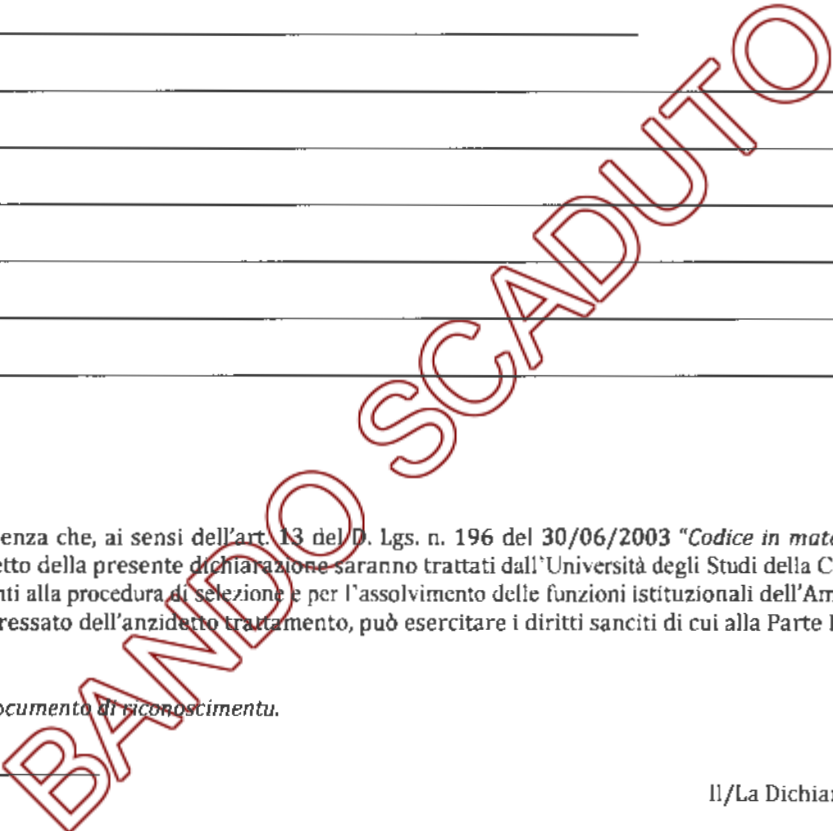 enza che, ai sensi dell'art. 13 del D. Lgs. n. 196 del 30/06/2003 "Codice in mate
etto della presente dichiarazione saranno trattati dall'Università degli Studi della C
nti alla procedura di selezione e per l'assolvimento delle funzioni istituzionali dell'Am
ressato dell'anzidetto trattamento, può esercitare i diritti sanciti di cui alla Parte I
ocumento di riconoscimentu.
Il/La Dichiar
BANDO SCADUTO